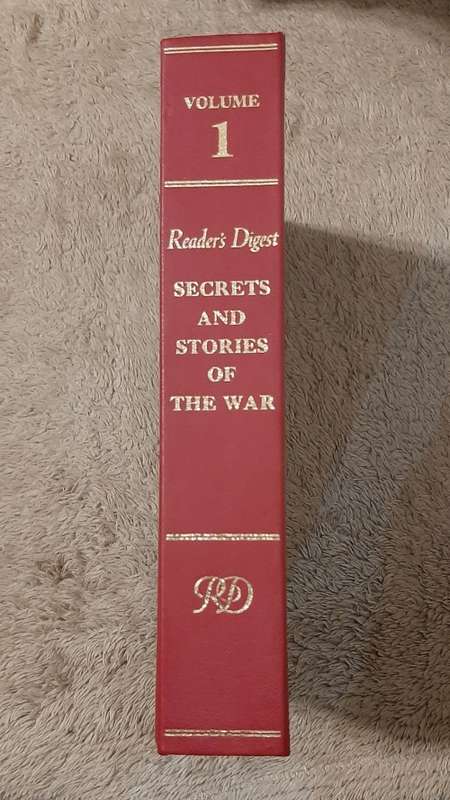 VOLUME
1
Reader's Digest
SECRETS
AND
STORIES
OF
THE WAR
RD